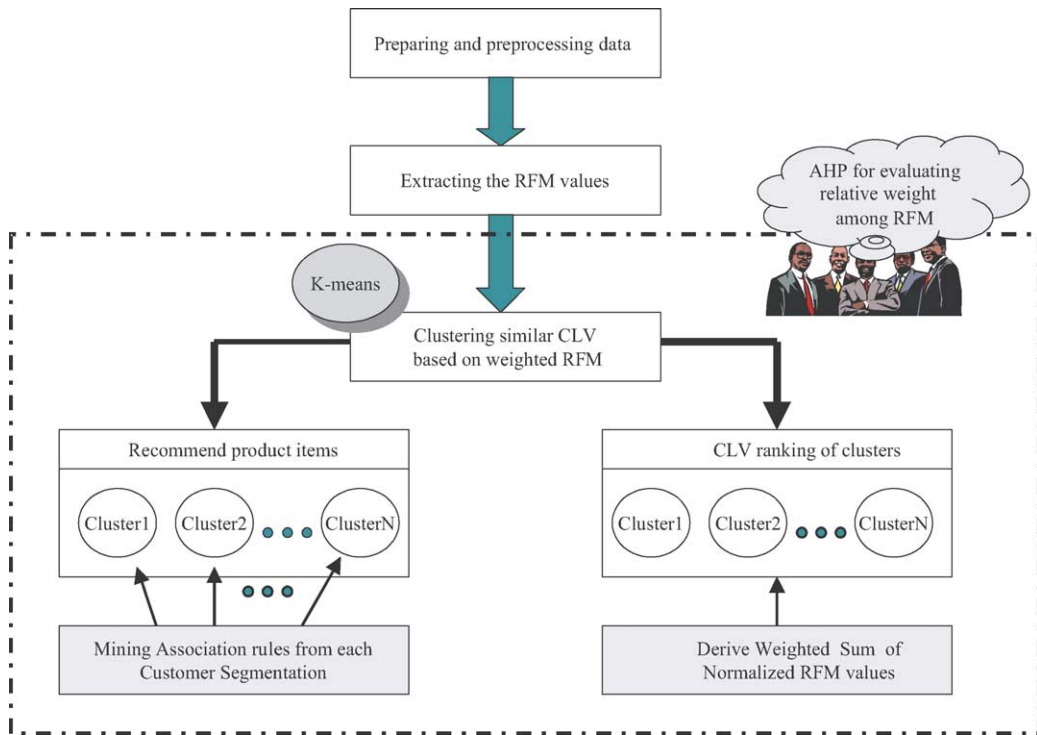 Preparing and preprocessing data
Extracting the RFM values
AHP for evaluating
relative weight
among RFM
K-means
Clustering similar CLV
based on weighted RFM
Recommend product items
Cluster1
Cluster2
ClusterN
CLV ranking of clusters
Cluster1
Cluster2
ClusterN
Mining Association rules from each
Customer Segmentation
Derive Weighted Sum of
Normalized RFM values